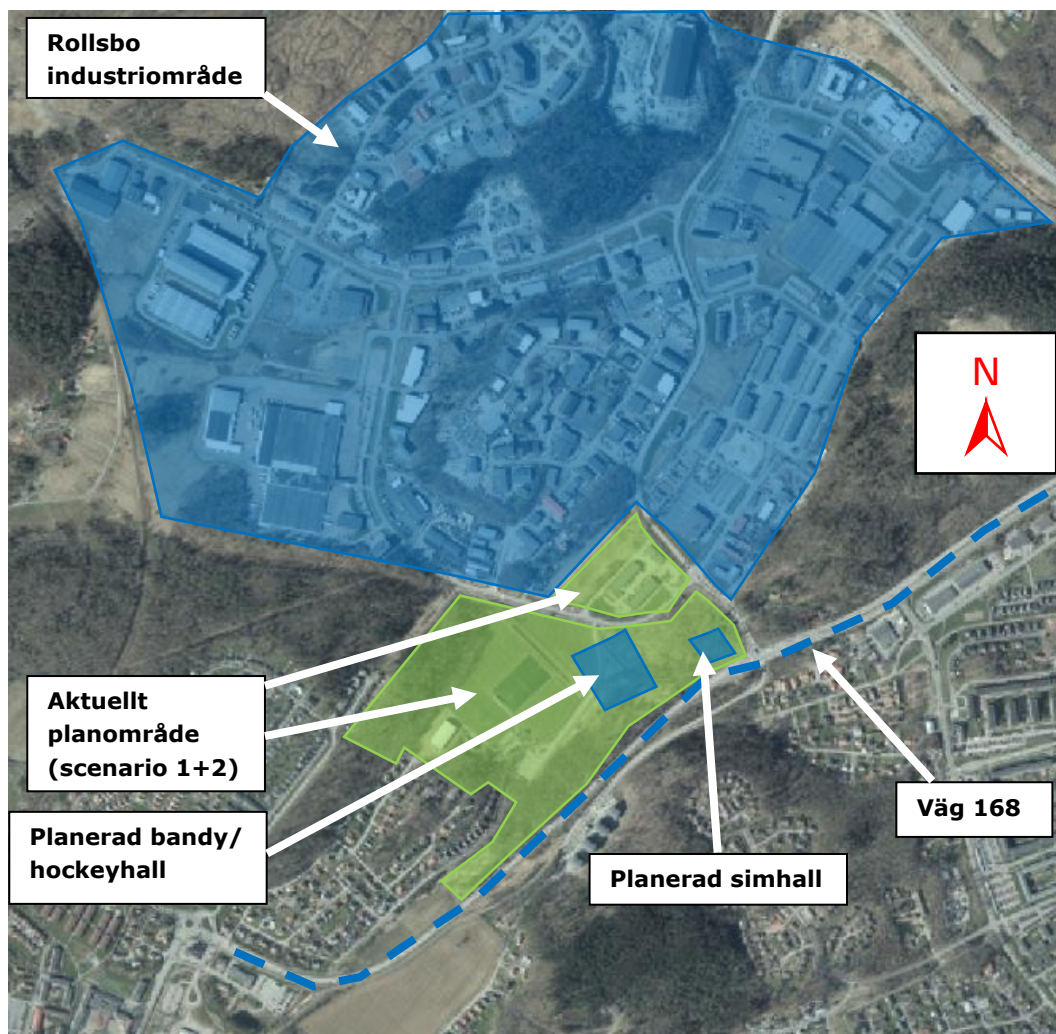 Rollsbo
industriområde
N
Aktuellt
planområde
(scenario 1+2)
Planerad bandy/
hockeyhall
Planerad simhall
Väg 168